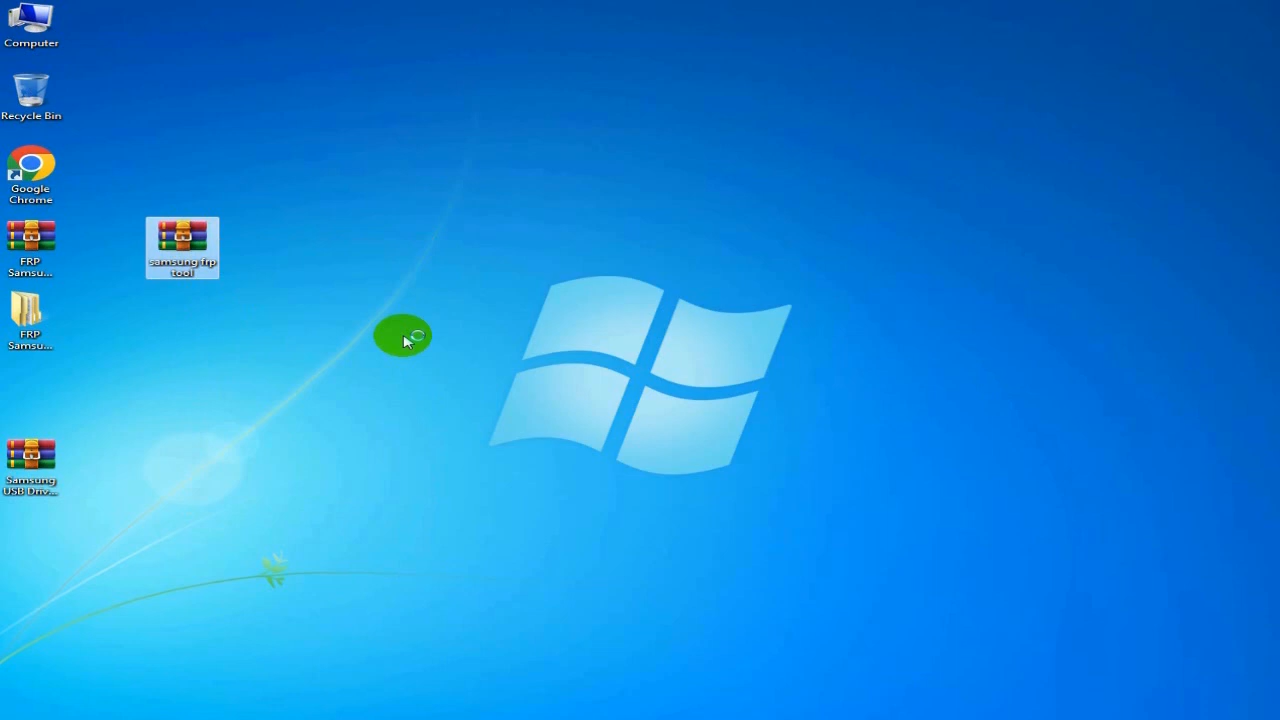 Computer
Recycle Bin
Google
Chrome
FRP
Samsu...
samsung frp
tool
FRP
Samsu...
Samsung
USB Driv...